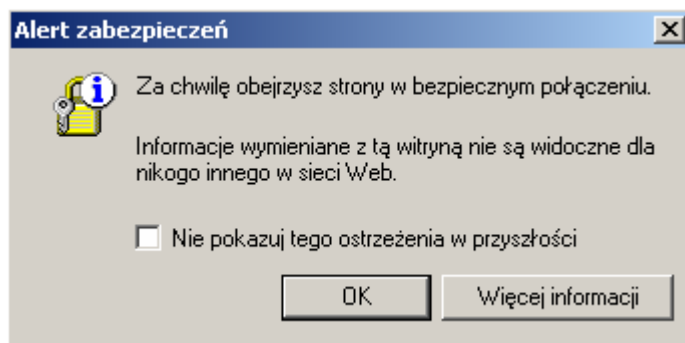 Alert zabezpieczeń
Za chwilę obejrzysz strony w bezpiecznym połączeniu.
Informacje wymieniane z tą witryną nie są widoczne dla
nikogo innego w sieci Web.
Nie pokazuj tego ostrzeżenia w przyszłości
OK
Więcej informacji